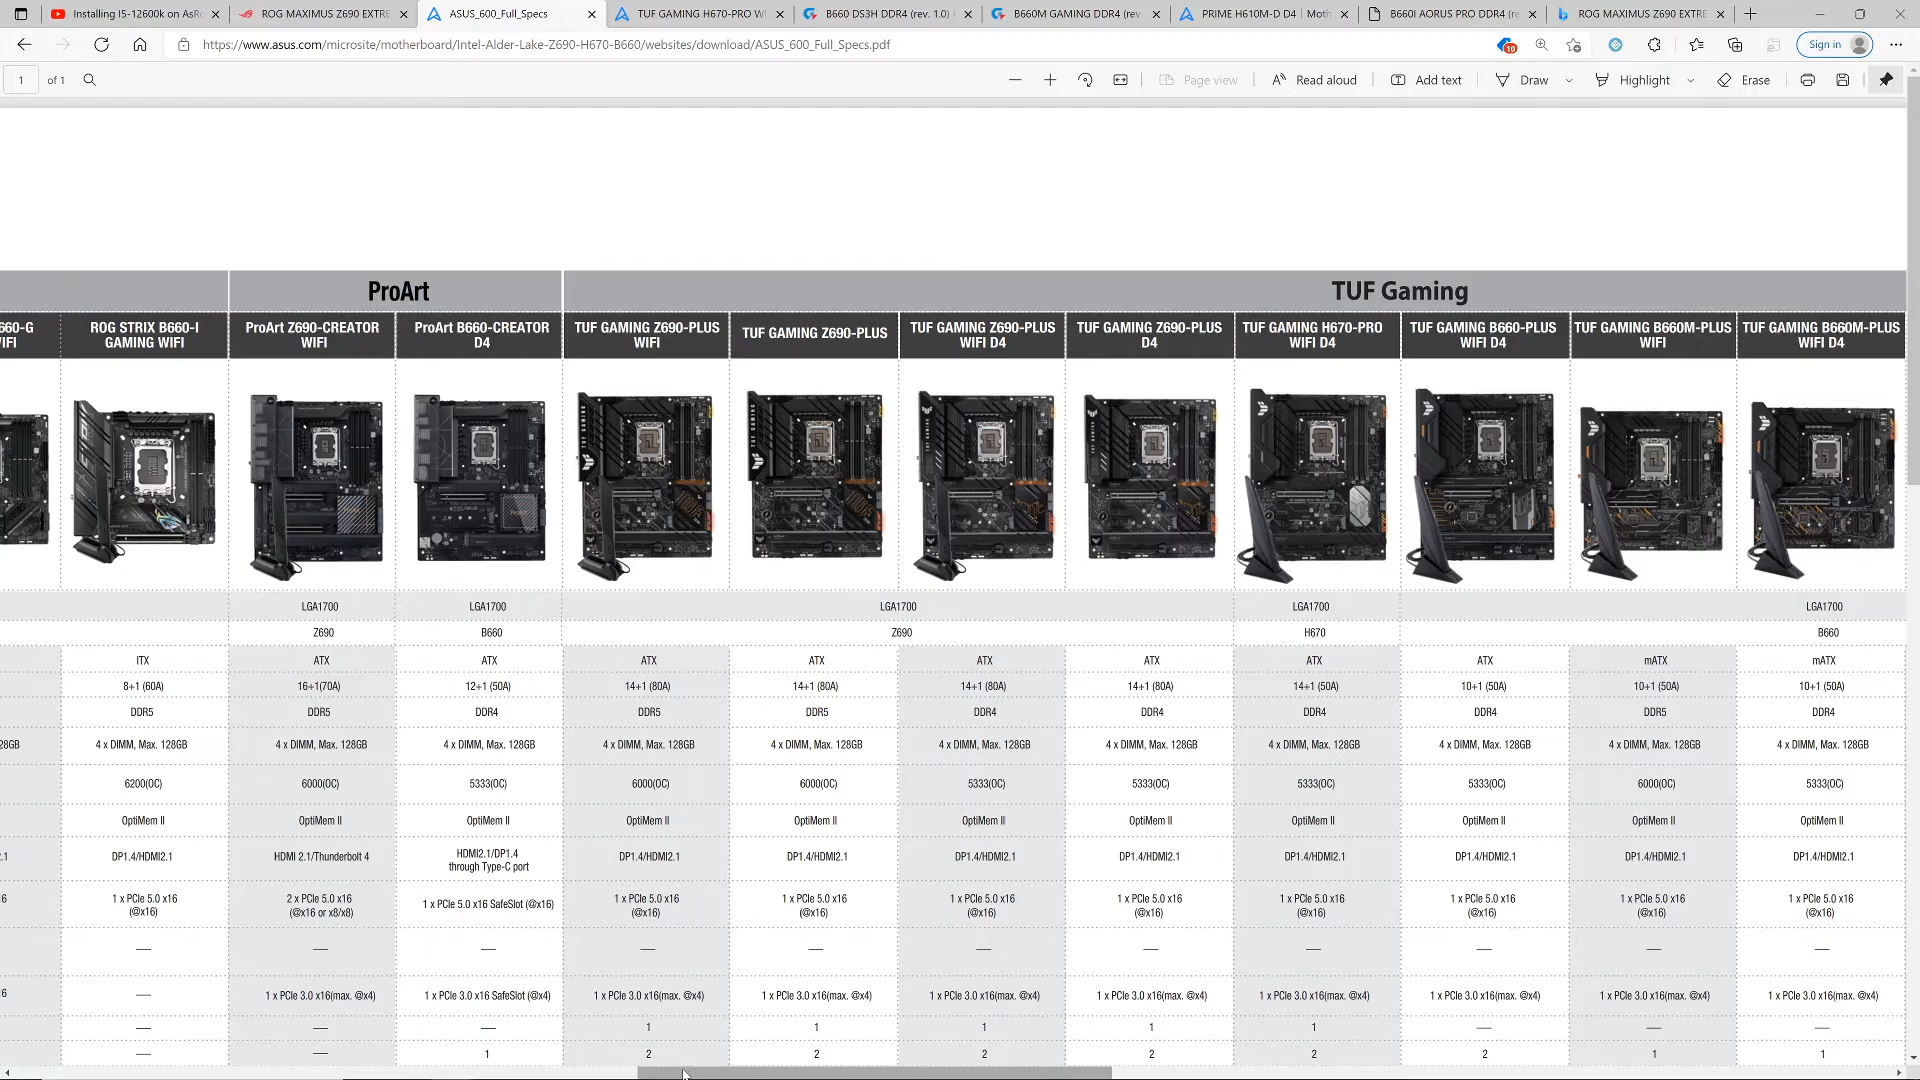 Installing I5-12600k on AsRo
ROG MAXIMUS Z690 EXTRE
ASUS_600_Full_Specs
TUF GAMING H670-PRO WI
B660 DS3H DDR4 (rev. 1.0)
B660M GAMING DDR4 (rev.
PRIME H610M-D D4 | Moth
B660I AORUS PRO DDR4 (re
ROG MAXIMUS Z690 EXTRE
https://www.asus.com/microsite/motherboard/Intel-Alder-Lake-Z690-H670-B660/websites/download/ASUS_600_Full_Specs.pdf
10
Sign in
1 of 1
Page view
Read aloud
Add text
Draw
Highlight
Erase
ProArt
TUF Gaming
660-G
IFI
ROG STRIX B660-I
GAMING WIFI
ProArt Z690-CREATOR
WIFI
ProArt B660-CREATOR
D4
TUF GAMING Z690-PLUS
WIFI
TUF GAMING Z690-PLUS
TUF GAMING Z690-PLUS
WIFI D4
TUF GAMING Z690-PLUS
D4
TUF GAMING H670-PRO
WIFI D4
TUF GAMING B660-PLUS
WIFI D4
TUF GAMING B660M-PLUS
WIFI
TUF GAMING B660M-PLUS
WIFI D4
LGA1700 LGA1700 LGA1700 LGA1700 LGA1700
Z690 B660 Z690 H670 B660
ITX ATX ATX ATX ATX ATX ATX ATX ATX mATX mATX
8+1 (60A) 16+1(70A) 12+1 (50A) 14+1 (80A) 14+1 (80A) 14+1 (80A) 14+1 (80A) 14+1 (50A) 10+1 (50A) 10+1 (50A) 10+1 (50A)
DDR5 DDR5 DDR4 DDR5 DDR5 DDR4 DDR4 DDR4 DDR4 DDR5 DDR4
28GB 4 x DIMM, Max. 128GB 4 x DIMM, Max. 128GB 4 x DIMM, Max. 128GB 4 x DIMM, Max. 128GB 4 x DIMM, Max. 128GB 4 x DIMM, Max. 128GB 4 x DIMM, Max. 128GB 4 x DIMM, Max. 128GB 4 x DIMM, Max. 128GB 4 x DIMM, Max. 128GB 4 x DIMM, Max. 128GB
6200(OC) 6000(OC) 5333(OC) 6000(OC) 6000(OC) 5333(OC) 5333(OC) 5333(OC) 5333(OC) 6000(OC) 5333(OC)
OptiMem II OptiMem II OptiMem II OptiMem II OptiMem II OptiMem II OptiMem II OptiMem II OptiMem II OptiMem II OptiMem II
.1 DP1.4/HDMI2.1 HDMI 2.1/Thunderbolt 4 HDMI2.1/DP1.4 DP1.4/HDMI2.1 DP1.4/HDMI2.1 DP1.4/HDMI2.1 DP1.4/HDMI2.1 DP1.4/HDMI2.1 DP1.4/HDMI2.1 DP1.4/HDMI2.1 DP1.4/HDMI2.1
through Type-C port
16 1 x PCIe 5.0 x16 2 x PCIe 5.0 x16 1 x PCIe 5.0 x16 SafeSlot (@x16) 1 x PCIe 5.0 x16 1 x PCIe 5.0 x16 1 x PCIe 5.0 x16 1 x PCIe 5.0 x16 1 x PCIe 5.0 x16 1 x PCIe 5.0 x16 1 x PCIe 5.0 x16 1 x PCIe 5.0 x16
(@x16) (@x16 or x8/x8) (@x16) (@x16) (@x16) (@x16) (@x16) (@x16) (@x16) (@x16)
— — — — — — — — — — —
16 — 1 x PCIe 3.0 x16(max. @x4) 1 x PCIe 3.0 x16 SafeSlot (@x4) 1 x PCIe 3.0 x16(max. @x4) 1 x PCIe 3.0 x16(max. @x4) 1 x PCIe 3.0 x16(max. @x4) 1 x PCIe 3.0 x16(max. @x4) 1 x PCIe 3.0 x16(max. @x4) 1 x PCIe 3.0 x16(max. @x4) 1 x PCIe 3.0 x16(max. @x4) 1 x PCIe 3.0 x16(max. @x4)
— — — 1 1 1 1 1 — — —
— — 1 2 2 2 2 2 2 1 1